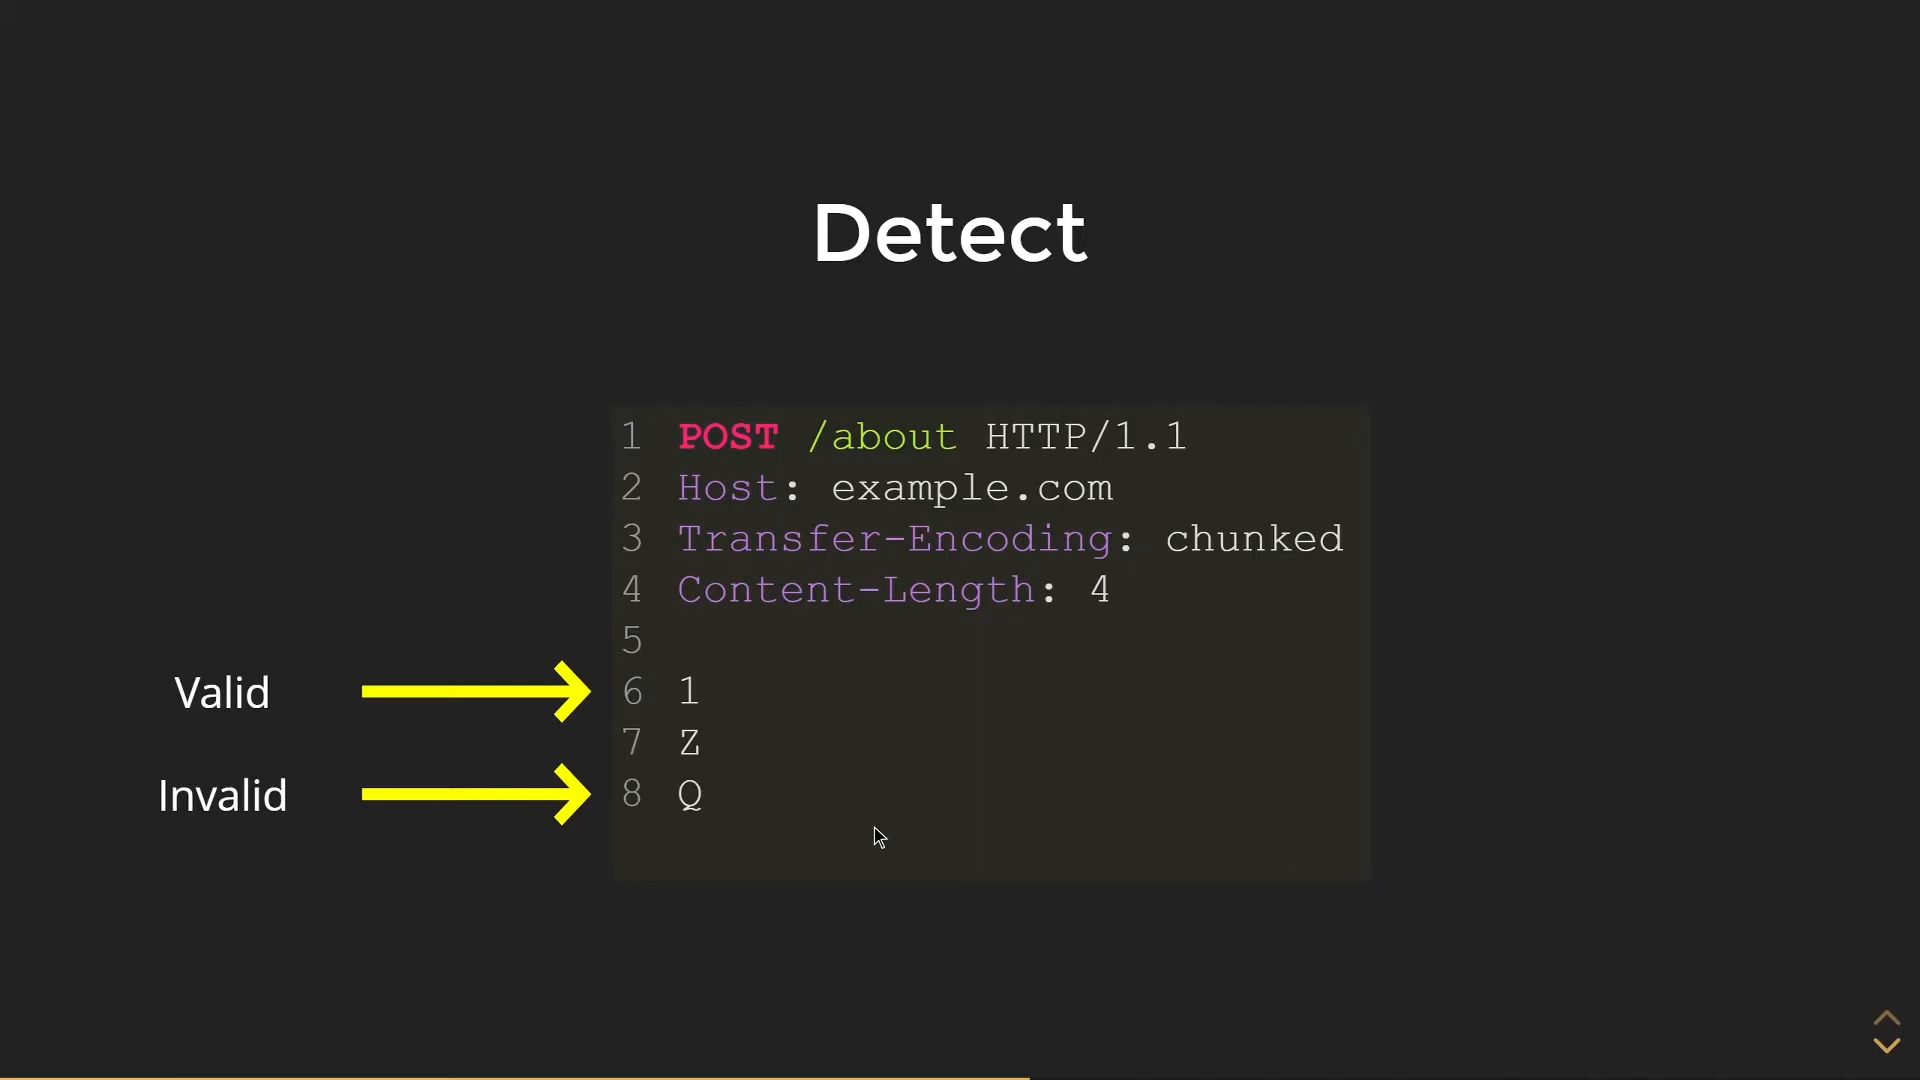 Detect
1 POST /about HTTP/1.1
2 Host: example.com
3 Transfer-Encoding: chunked
4 Content-Length: 4
5
Valid 6 1
7 Z
Invalid 8 Q